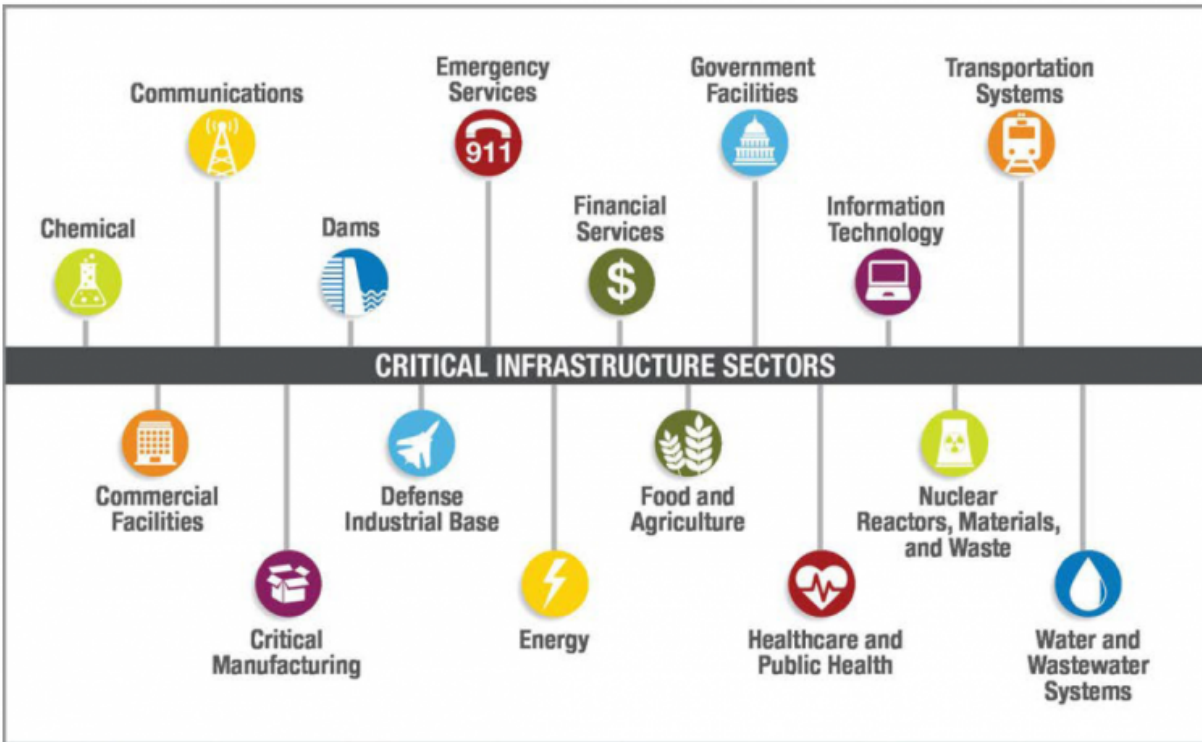 Communications
Emergency
Services
911
Government
Facilities
Transportation
Systems
Chemical
Dams
Financial
Services
$
Information
Technology
CRITICAL INFRASTRUCTURE SECTORS
Commercial
Facilities
Defense
Industrial Base
Food and
Agriculture
Nuclear
Reactors, Materials,
and Waste
Critical
Manufacturing
Energy
Healthcare and
Public Health
Water and
Wastewater
Systems